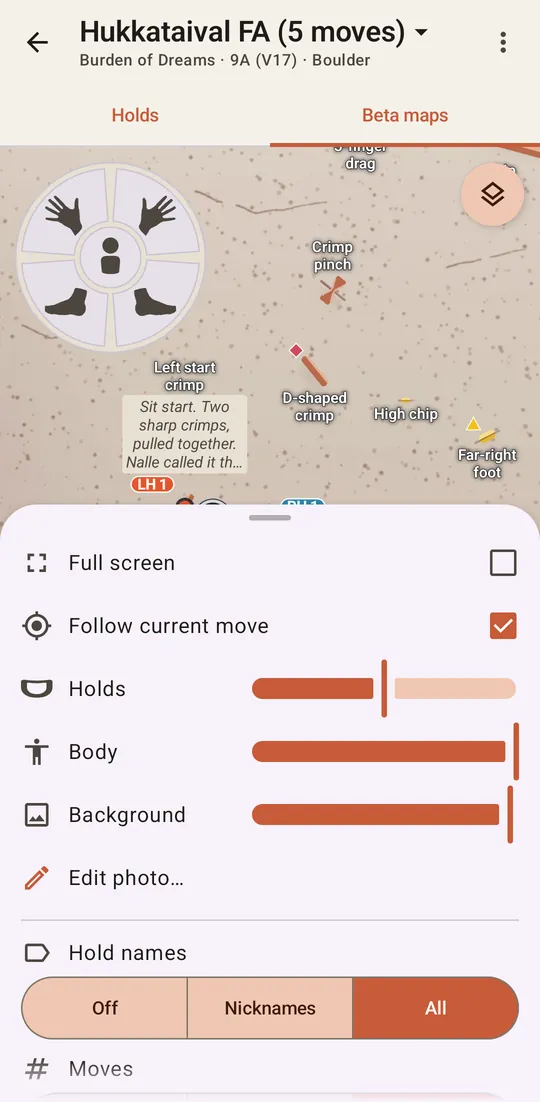 Hukkataival FA (5 moves)
Burden of Dreams · 9A (V17) · Boulder
Holds
Beta maps
drag
Crimp
pinch
Left start
crimp
Sit start. Two
sharp crimps,
pulled together.
Nalle called it th…
D-shaped
crimp
High chip
Far-right
foot
LH 1
Full screen
Follow current move
Holds
Body
Background
Edit photo…
Hold names
Off
Nicknames
All
Moves